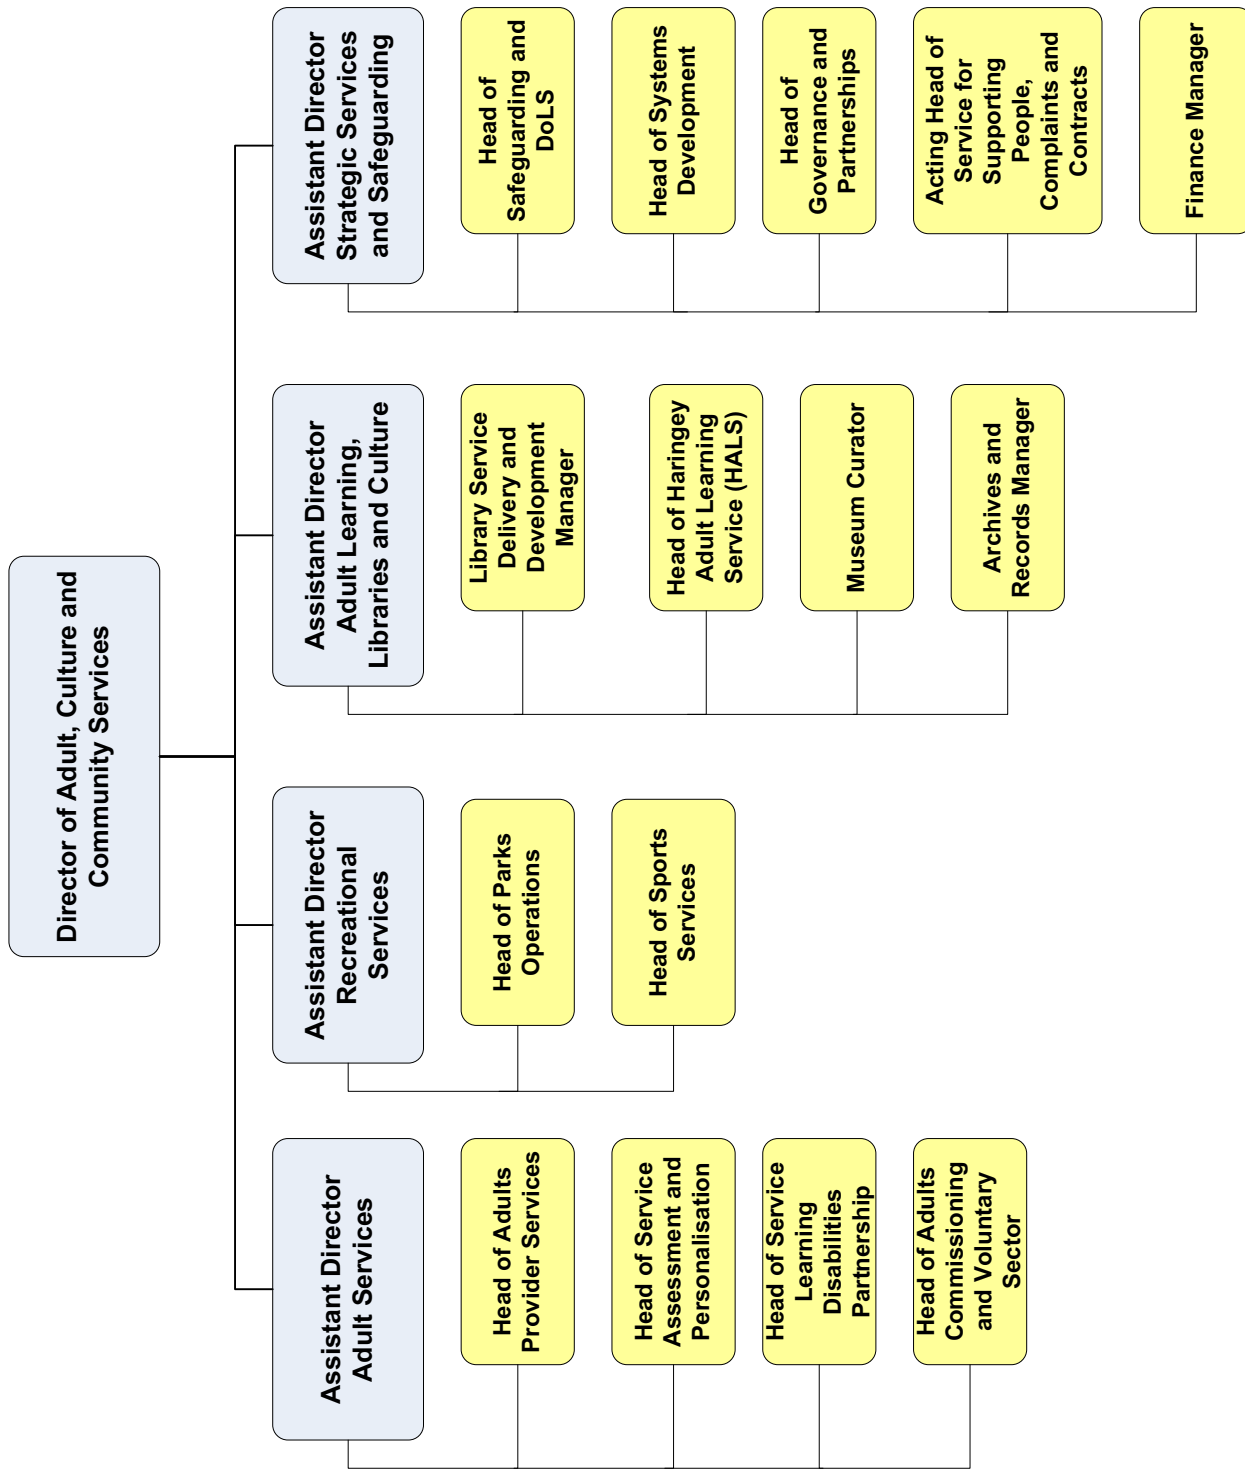 Director of Adult, Culture and
Community Services
Assistant Director
Adult Services
Head of Adults
Provider Services
Head of Service
Assessment and
Personalisation
Head of Service
Learning
Disabilities
Partnership
Head of Adults
Commissioning
and Voluntary
Sector
Assistant Director
Recreational
Services
Head of Parks
Operations
Head of Sports
Services
Assistant Director
Adult Learning,
Libraries and Culture
Library Service
Delivery and
Development
Manager
Head of Haringey
Adult Learning
Service (HALS)
Museum Curator
Archives and
Records Manager
Assistant Director
Strategic Services
and Safeguarding
Head of
Safeguarding and
DoLS
Head of Systems
Development
Head of
Governance and
Partnerships
Acting Head of
Service for
Supporting
People,
Complaints and
Contracts
Finance Manager